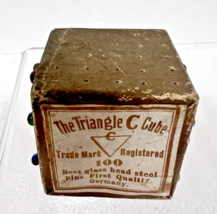 The Triangle C Cube
C
Trade Mark Registered
100
Best glass head steel
pins First Quality.
Germany.